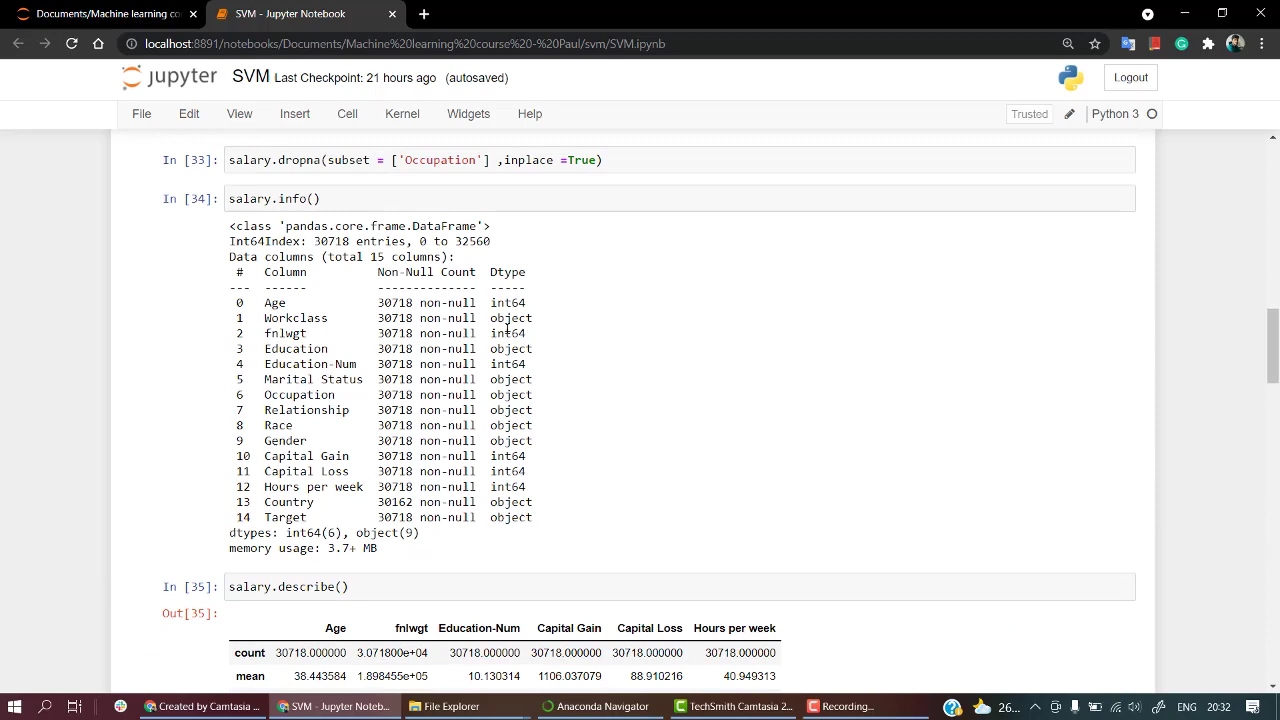 Documents/Machine learning co
SVM - Jupyter Notebook
localhost:8891/notebooks/Documents/Machine%20learning%20course%20-%20Paul/svm/SVM.ipynb
jupyter SVM Last Checkpoint: 21 hours ago (autosaved) Logout
File Edit View Insert Cell Kernel Widgets Help Trusted Python 3
In [33]: salary.dropna(subset = ['Occupation'] ,inplace =True)
In [34]: salary.info()
<class 'pandas.core.frame.DataFrame'>
Int64Index: 30718 entries, 0 to 32560
Data columns (total 15 columns):
# Column Non-Null Count Dtype
--- ------ -------------- -----
0 Age 30718 non-null int64
1 Workclass 30718 non-null object
2 fnlwgt 30718 non-null int64
3 Education 30718 non-null object
4 Education-Num 30718 non-null int64
5 Marital Status 30718 non-null object
6 Occupation 30718 non-null object
7 Relationship 30718 non-null object
8 Race 30718 non-null object
9 Gender 30718 non-null object
10 Capital Gain 30718 non-null int64
11 Capital Loss 30718 non-null int64
12 Hours per week 30718 non-null int64
13 Country 30162 non-null object
14 Target 30718 non-null object
dtypes: int64(6), object(9)
memory usage: 3.7+ MB
In [35]: salary.describe()
Out[35]:
Age fnlwgt Education-Num Capital Gain Capital Loss Hours per week
count 30718.000000 3.071800e+04 30718.000000 30718.000000 30718.000000 30718.000000
mean 38.443584 1.898455e+05 10.130314 1106.037079 88.910216 40.949313
Created by Camtasia ... SVM - Jupyter Noteb... File Explorer Anaconda Navigator TechSmith Camtasia 2... Recording... 26... ENG 20:32